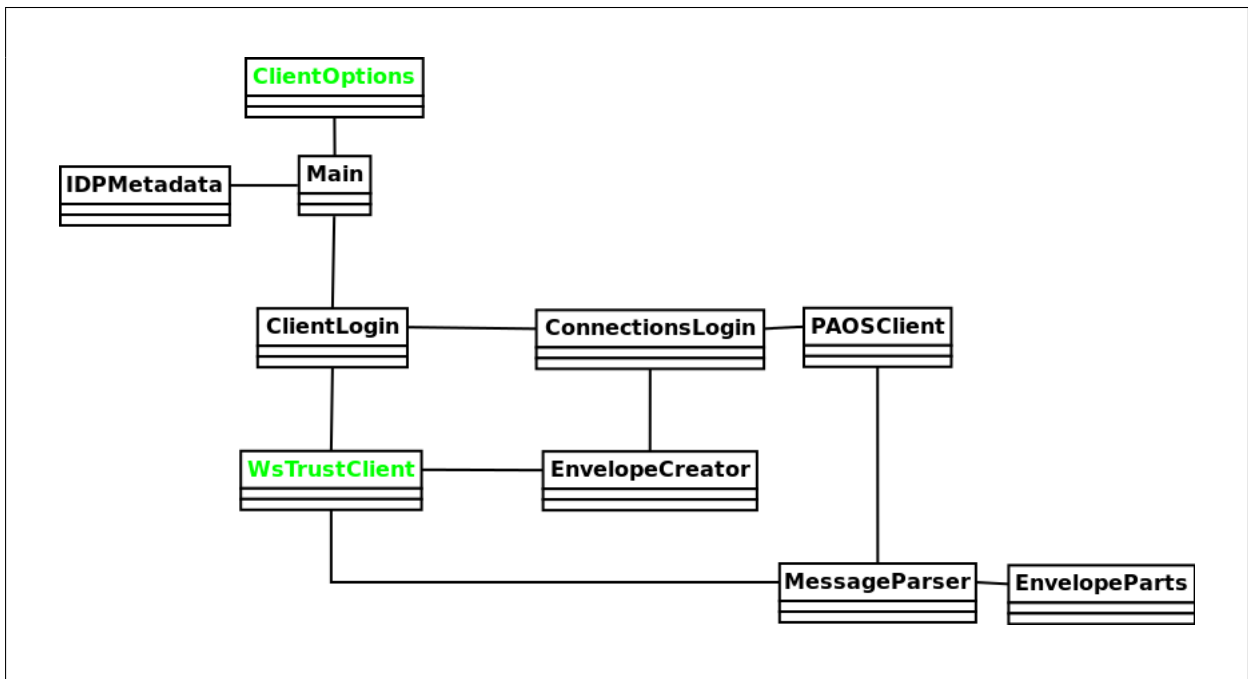 ClientOptions
IDPMetadata
Main
ClientLogin
ConnectionsLogin
PAOSClient
WsTrustClient
EnvelopeCreator
MessageParser
EnvelopeParts